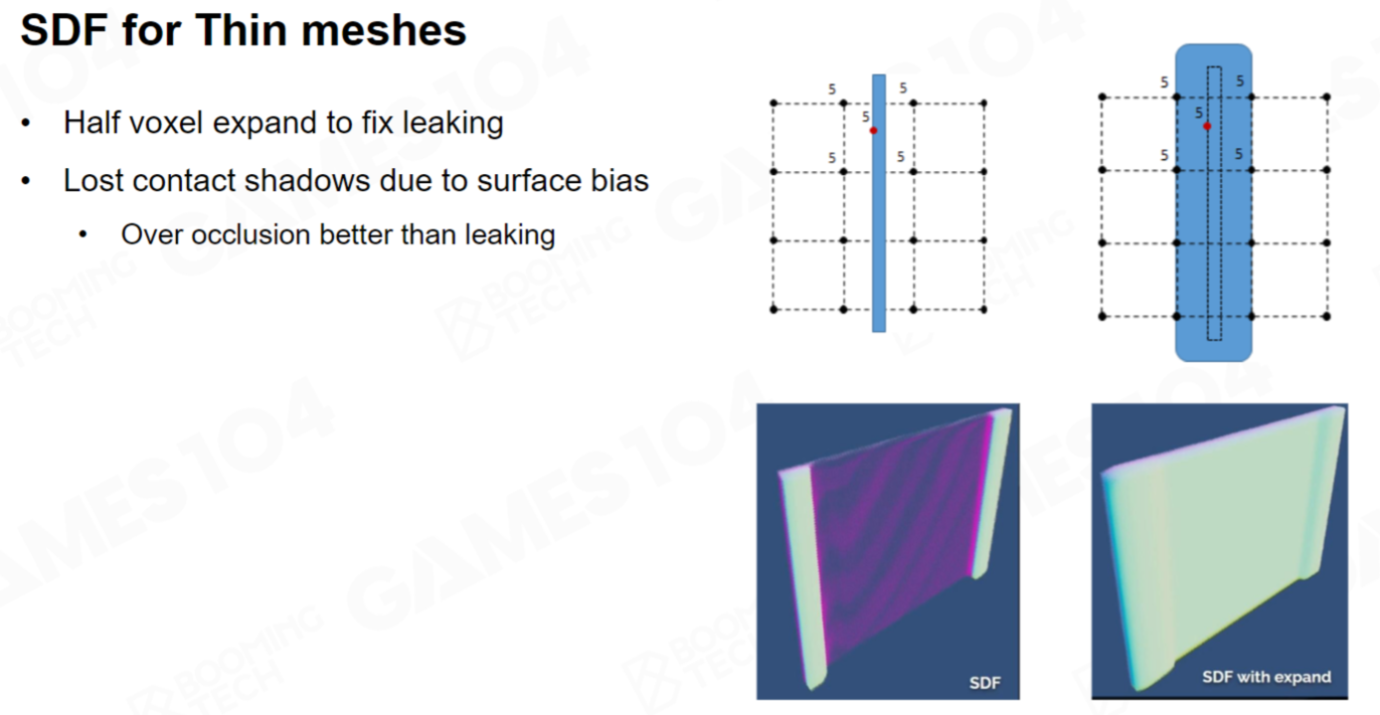 SDF for Thin meshes
• Half voxel expand to fix leaking
• Lost contact shadows due to surface bias
• Over occlusion better than leaking
5 5
5
5 5
5 5
5
5 5
SDF
SDF with expand
GAMES104
BOOMING TECH